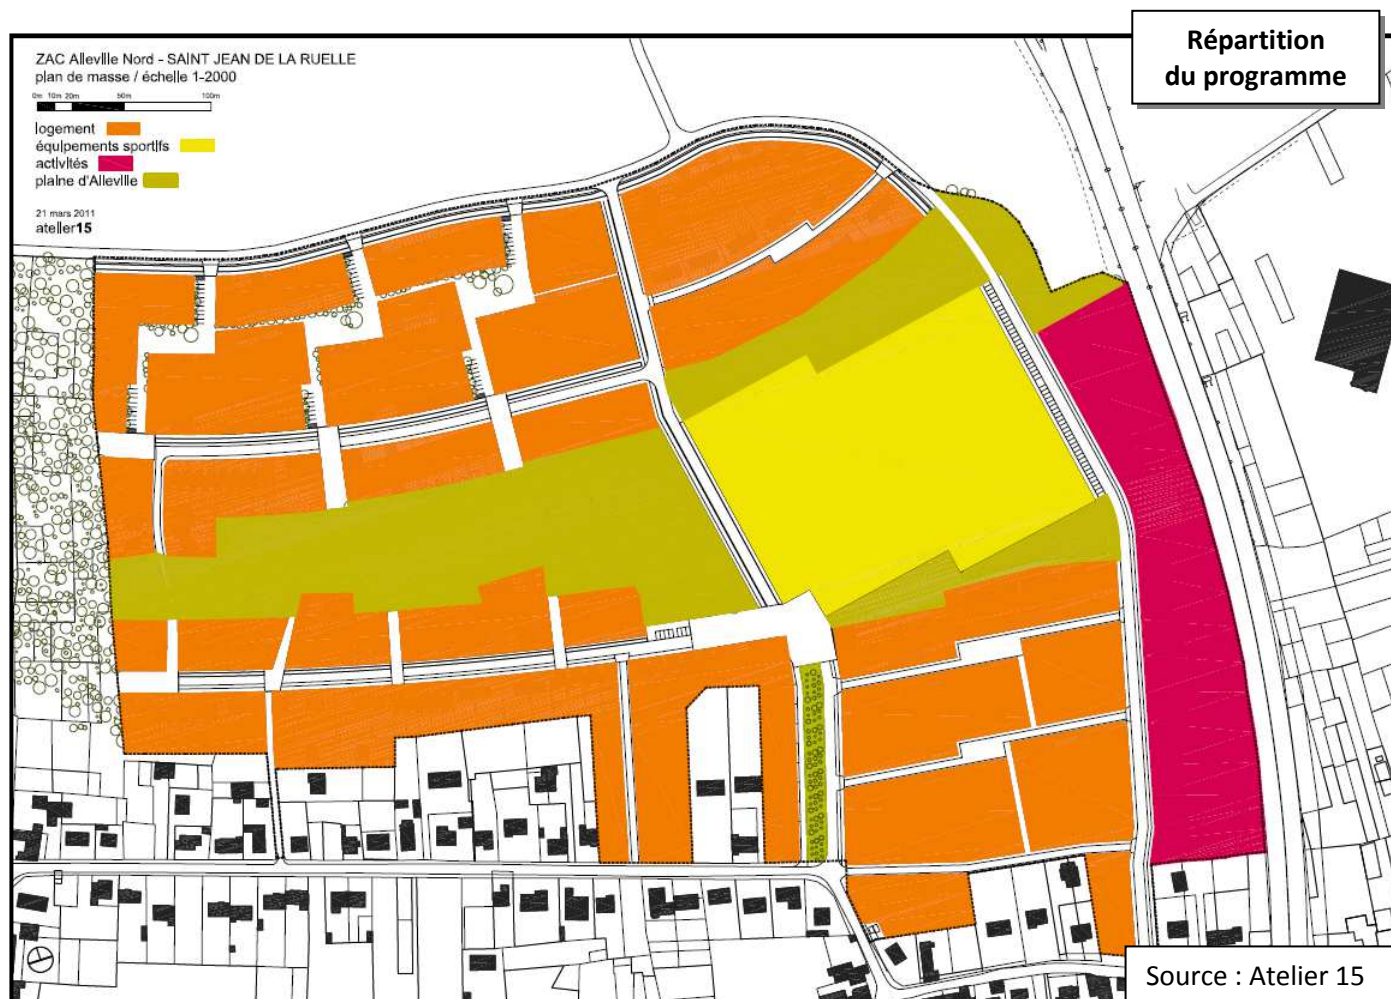 Répartition
du programme
ZAC Alleville Nord - SAINT JEAN DE LA RUELLE
plan de masse / échelle 1-2000
0m 10m 20m 50m 100m
logement
équipements sportifs
activités
plaine d'Alleville
21 mars 2011
atelier15
Source : Atelier 15